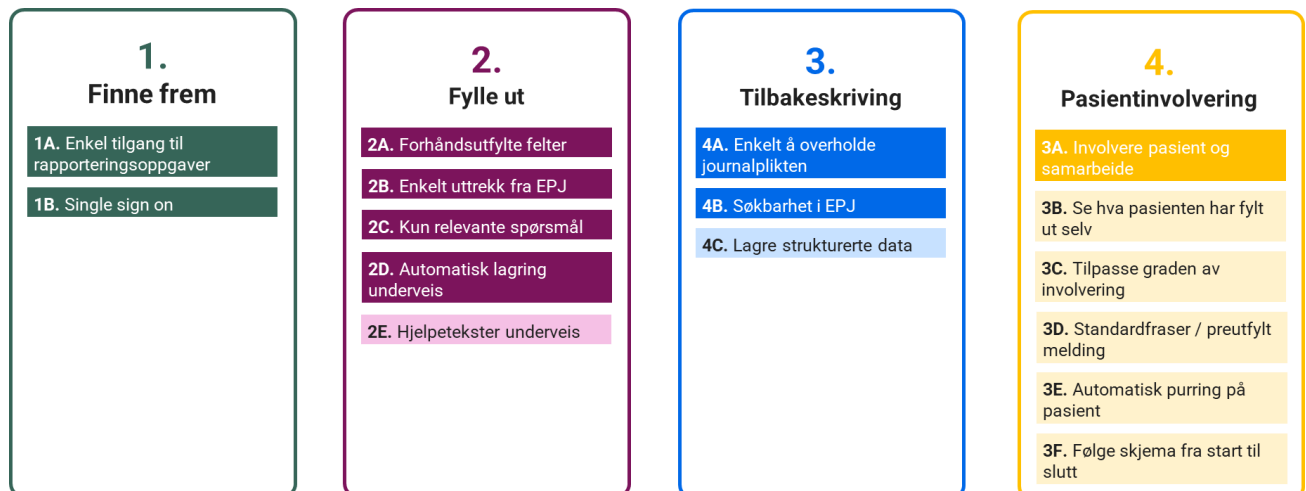 1.
Finne frem
1A. Enkel tilgang til
rapporteringsoppgaver
1B. Single sign on
2.
Fylle ut
2A. Forhåndsutfylte felter
2B. Enkelt uttrekk fra EPJ
2C. Kun relevante spørsmål
2D. Automatisk lagring
underveis
2E. Hjelpetekster underveis
3.
Tilbakeskriving
4A. Enkelt å overholde
journalplikten
4B. Søkbarhet i EPJ
4C. Lagre strukturerte data
4.
Pasientinvolvering
3A. Involvere pasient og
samarbeide
3B. Se hva pasienten har fylt
ut selv
3C. Tilpasse graden av
involvering
3D. Standardfraser / preutfylt
melding
3E. Automatisk purring på
pasient
3F. Følge skjema fra start til
slutt